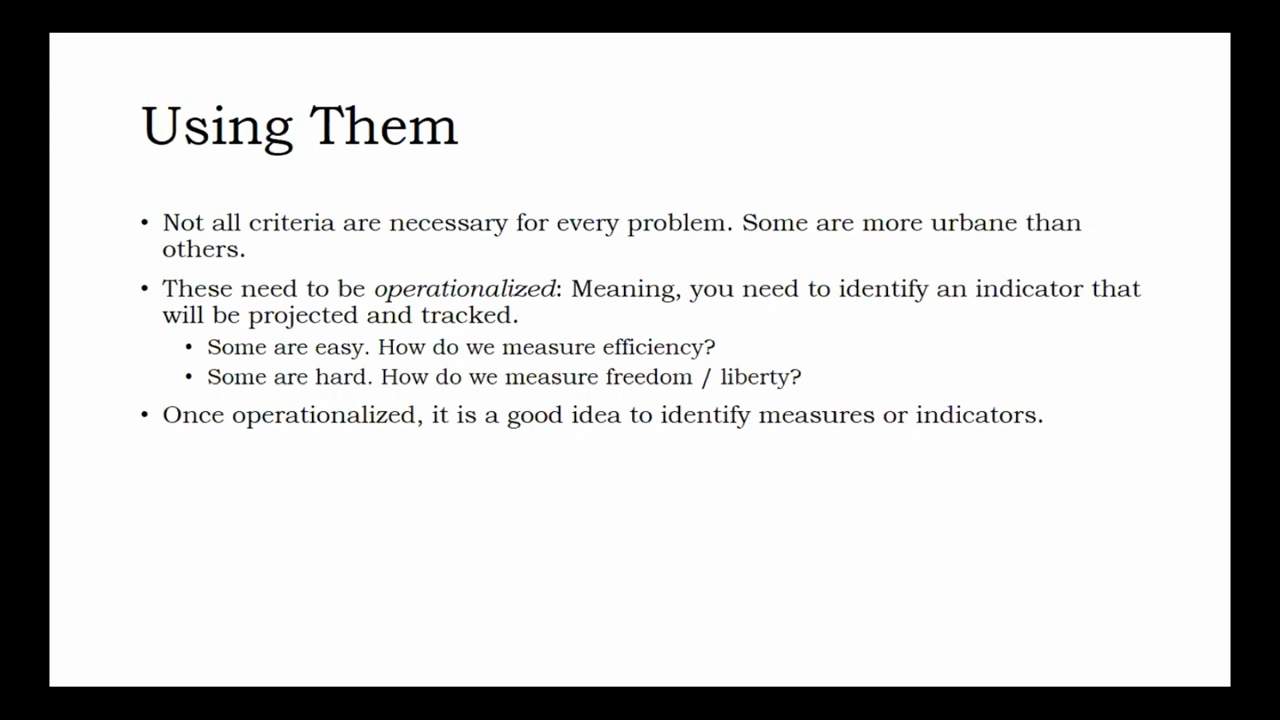 Using Them
• Not all criteria are necessary for every problem. Some are more urbane than
others.
• These need to be operationalized: Meaning, you need to identify an indicator that
will be projected and tracked.
• Some are easy. How do we measure efficiency?
• Some are hard. How do we measure freedom / liberty?
• Once operationalized, it is a good idea to identify measures or indicators.